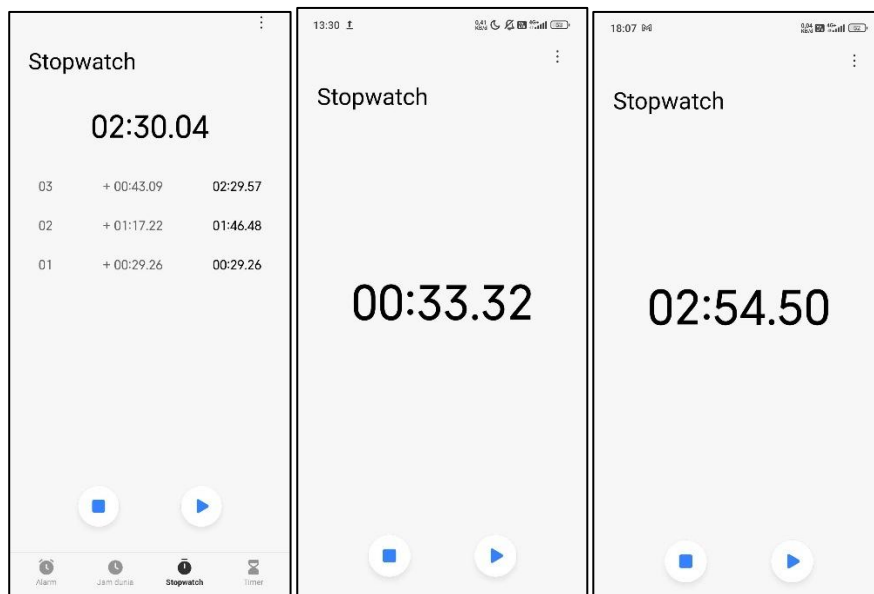 Stopwatch
02:30.04
03 + 00:43.09 02:29.57
02 + 01:17.22 01:46.48
01 + 00:29.26 00:29.26
Alarm Jam dunia Stopwatch Timer
13:30
Stopwatch
00:33.32
18:07
Stopwatch
02:54.50